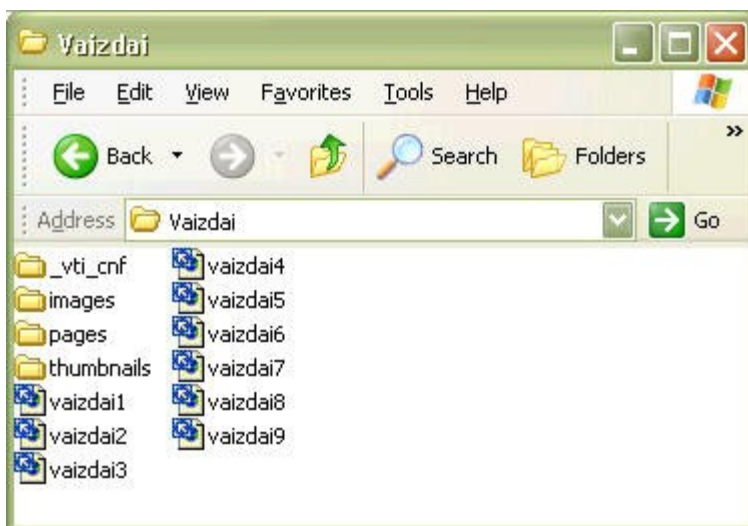 Vaizdai
File Edit View Favorites Tools Help
Back Search Folders »
Address Vaizdai Go
_vti_cnf vaizdai4
images vaizdai5
pages vaizdai6
thumbnails vaizdai7
vaizdai1 vaizdai8
vaizdai2 vaizdai9
vaizdai3